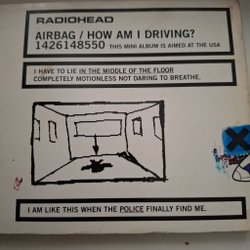 RADIOHEAD
AIRBAG / HOW AM I DRIVING?
1426148550 THIS MINI ALBUM IS AIMED AT THE USA
I HAVE TO LIE IN THE MIDDLE OF THE FLOOR
COMPLETELY MOTIONLESS NOT DARING TO BREATHE.
I AM LIKE THIS WHEN THE POLICE FINALLY FIND ME.